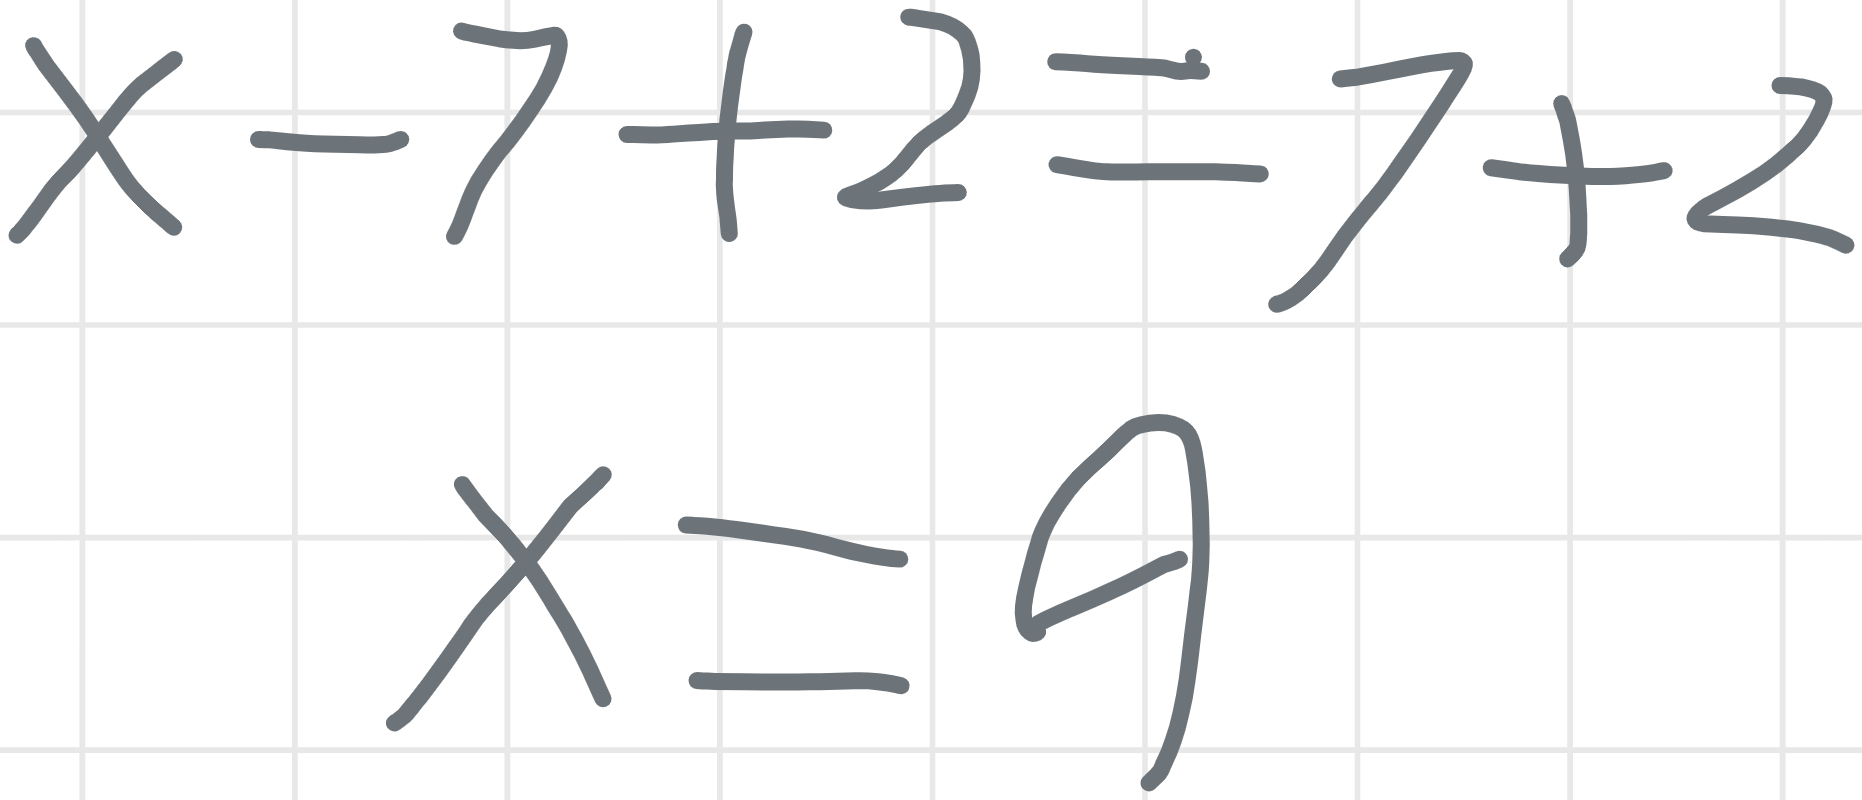 x - 7 + 2 = 7 + 2
x = 9